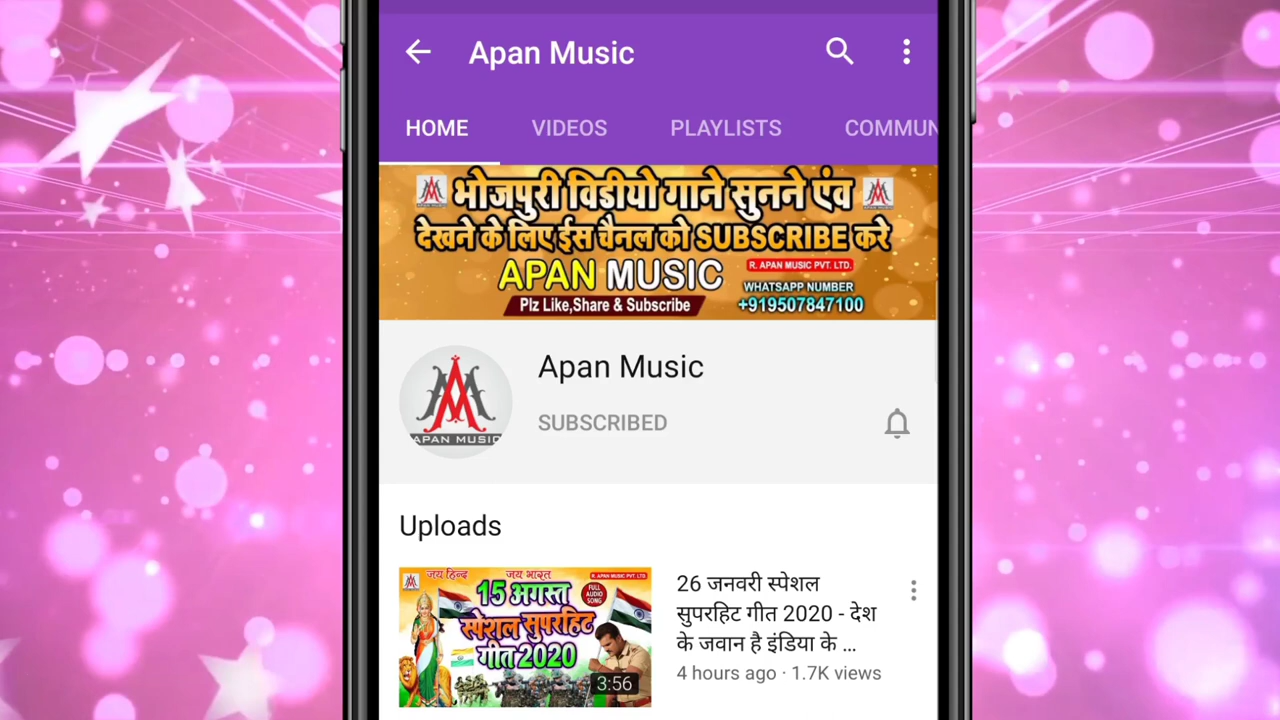 Apan Music
HOME VIDEOS PLAYLISTS COMMUN
भोजपुरी विडीयो गाने सुनने एंव
देखने के लिए ईस चैनल को SUBSCRIBE करे
APAN MUSIC
R. APAN MUSIC PVT. LTD.
WHATSAPP NUMBER
Plz Like,Share & Subscribe
+919507847100
Apan Music
SUBSCRIBED
APAN MUSIC
Uploads
जय हिन्द जय भारत
R. APAN MUSIC PVT. LTD
15 अगस्त
FULL
AUDIO
SONG
स्पेशल सुपरहिट
गीत 2020
3:56
26 जनवरी स्पेशल
सुपरहिट गीत 2020 - देश
के जवान है इंडिया के ...
4 hours ago · 1.7K views